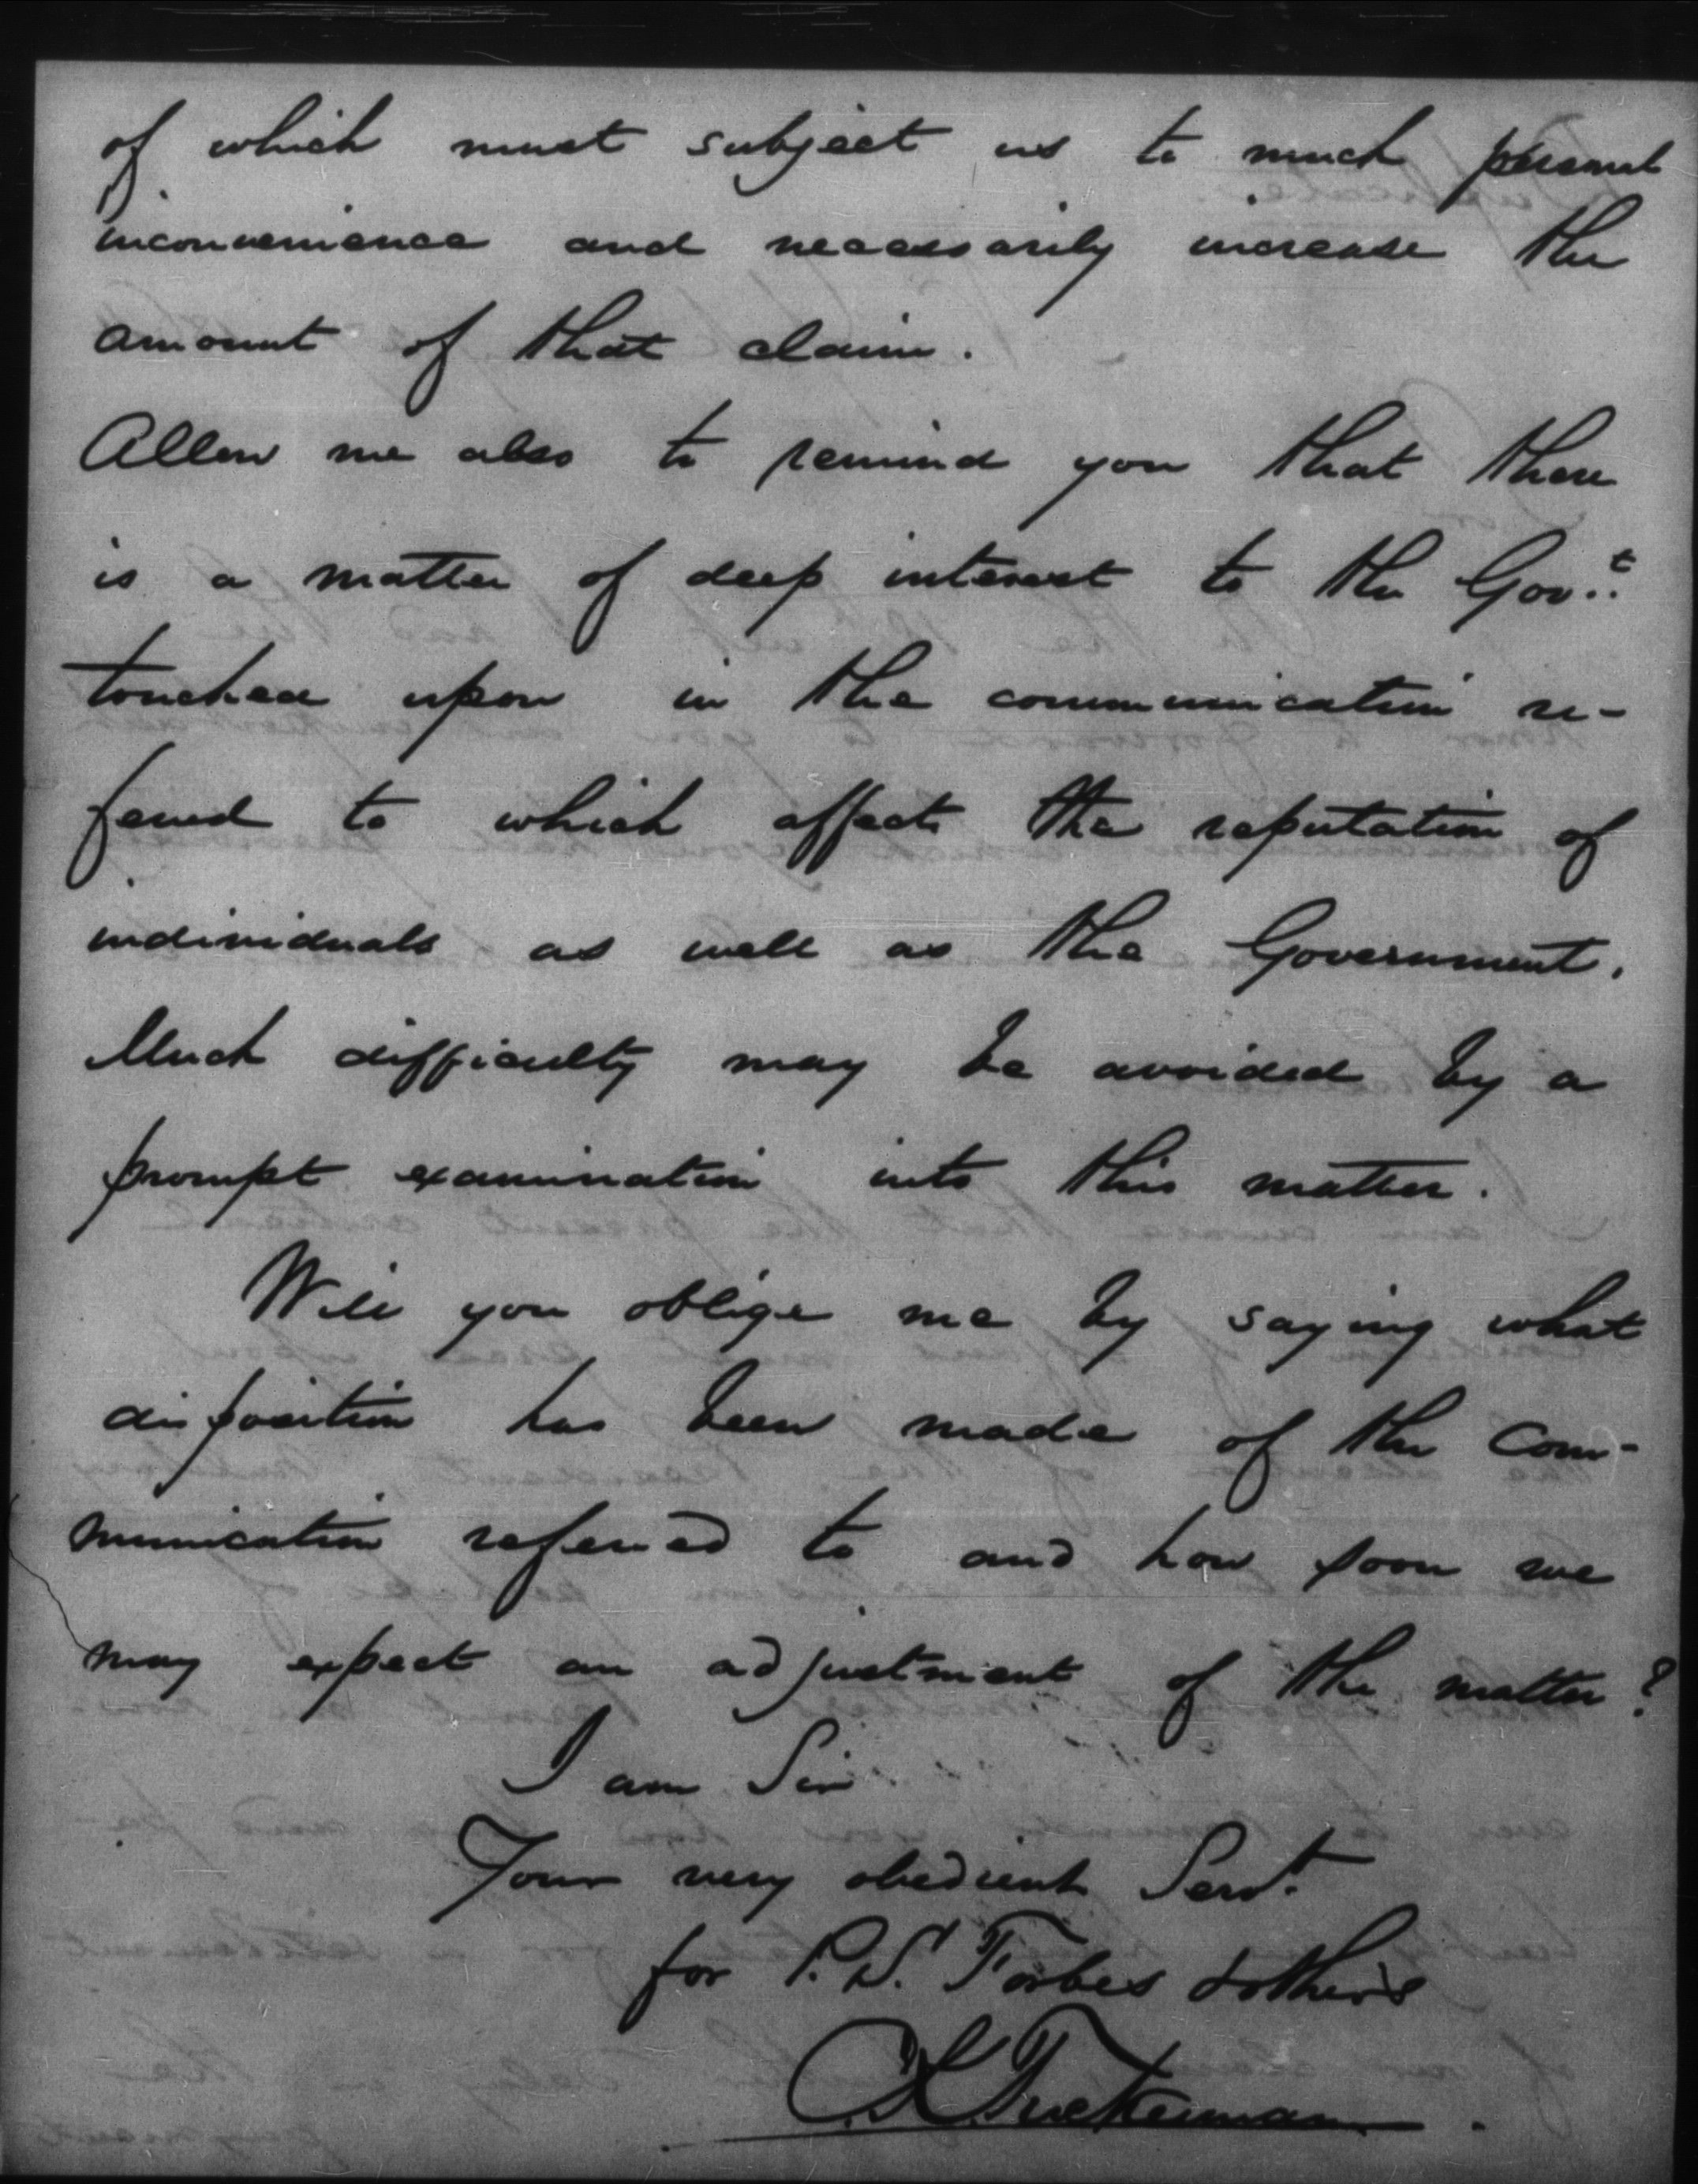 of which must subject us to much personal
inconvenience and necessarily increase the
amount of that claim.
Allow me also to remind you that there
is a matter of deep interest to the Gov.t
touched upon in the communication re-
ferred to which affects the reputation of
individuals as well as the Government.
Much difficulty may be avoided by a
prompt examination into this matter.
Will you oblige me by saying what
disposition has been made of the com-
munication referred to and how soon we
may expect an adjustment of the matter?
I am Sir
Your very obedient Servt.
for P. S. Forbes & others
Tuckerman